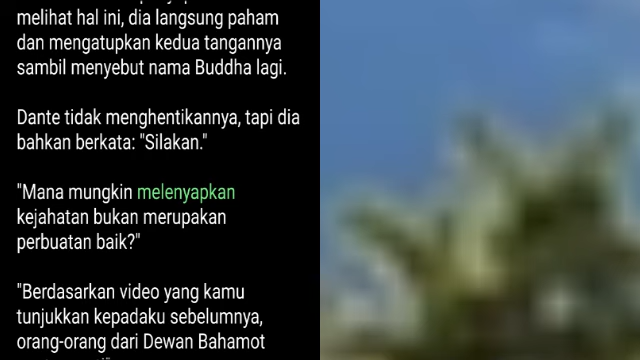 melihat hal ini, dia langsung paham
dan mengatupkan kedua tangannya
sambil menyebut nama Buddha lagi.
Dante tidak menghentikannya, tapi dia
bahkan berkata: "Silakan."
"Mana mungkin melenyapkan
kejahatan bukan merupakan
perbuatan baik?"
"Berdasarkan video yang kamu
tunjukkan kepadaku sebelumnya,
orang-orang dari Dewan Bahamot